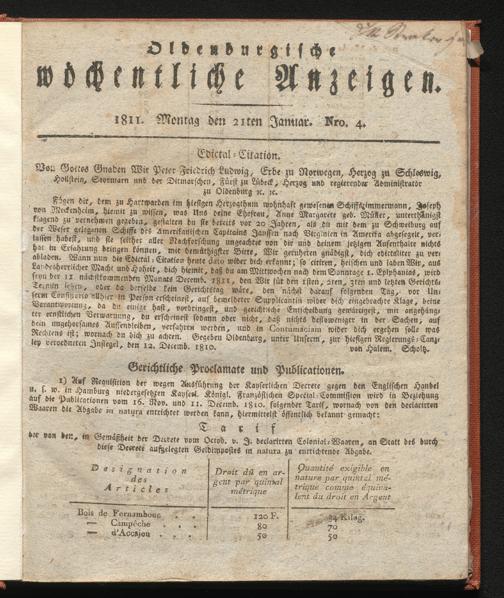 Oldenburgische
wöchentliche Anzeigen.
1811. Montag den 21ten Januar. Nro. 4.
Edictal-Citation.
Von Gottes Gnaden Wir Peter Friedrich Ludwig, Erbe zu Norwegen, Herzog zu Schleswig,
Hollstein, Stormarn und der Ditmarschen, Fürst zu Lübeck, Herzog und regierender Administrator
zu Oldenburg ꝛc. ꝛc.
Fügen dir, dem zu Hartwarden im hiesigen Herzogthum wohnhaft gewesenen Schiffszimmermann, Joseph
von Meckenheim, hiemit zu wissen, was Uns deine Ehefrau, Anne Margarete geb. Müller, unterthänigst
klagend zu vernehmen gegeben, gestalten du sie bereits vor 20 Jahren, als du mit dem zu Schweyburg auf
der Weser gelegenen Schiffe des Amerikanischen Capitains Janssen nach Virginien in Amerika abgesegelt, ver-
lassen habest, und sie seither aller Nachforschung ungeachtet von dir und deinem jetzigen Aufenthalte nichts
hat in Erfahrung bringen können, mit demüthigster Bitte, Wir geruheten gnädigst, dich edictaliter zu ver-
abladen. Wann nun die Edictal-Citation heute dato wider dich erkannt; so citiren, heischen und laden Wir, aus
Landesherrlicher Macht und Hoheit, dich hiemit, daß du am Mittwochen nach dem Sonntage 1. Epiphanias, wird
seyn der 11. nächstkommenden Monats Decemb. 1811, den Wir für den 1sten, 2ten, 3ten und letzten Gerichts-
Termin setzen, oder da derselbe kein Gerichtstag wäre, den nächst darauf folgenden Tag, vor Un-
serm Consistorio allhier in Person erscheinest, auf bemeldeter Supplicantin wider dich eingebrachte Klage, deine
Verantwortung, da du einige hast, vorbringest, und gerichtliche Entscheidung gewärtigest, mit angehäng-
ter ernstlichen Verwarnung, du erscheinest sodann oder nicht, daß nichts destoweniger in der Sachen, auf
dein ungehorsames Aussenbleiben, verfahren werden, und in Contumaciam wider dich ergehen solle was
Rechtens ist; wornach du dich zu achten. Gegeben Oldenburg, unter Unserm, zur hiesigen Regierungs-Canz-
ley verordneten Insiegel, den 12. Decemb. 1810.
von Halem. Scholtz.
Gerichtliche Proclamate und Publicationen.
1) Auf Requisition der wegen Ausführung der Kayserlichen Decrete gegen den Englischen Handel
u. s. w. in Hamburg niedergesetzten Kaysel. Königl. Französischen Special-Commission wird in Beziehung
auf die Publicationen vom 16. Nov. und 11. Decemb. 1810. folgender Tarif, wornach von den declarirten
Waaren die Abgabe in natura entrichtet werden kann, hiermittelst öffentlich bekannt gemacht:
Tarif
der von den, in Gemäßheit der Decrete vom Octob. v. J. declarirten Colonial-Waaren, an Statt des durch
diese Decrete auferlegten Geldimpostes in natura zu entrichtende Abgabe.
Designation des Articles
Droit dû en argent par quintal métrique
Quantité exigible en nature par quintal métrique comme équivalent du droit en Argent
Bois de Fernambouc . . . 120 F. 24 Kilog.
— Campêche . . . 80 70
— d'Accajou . . . 50 50